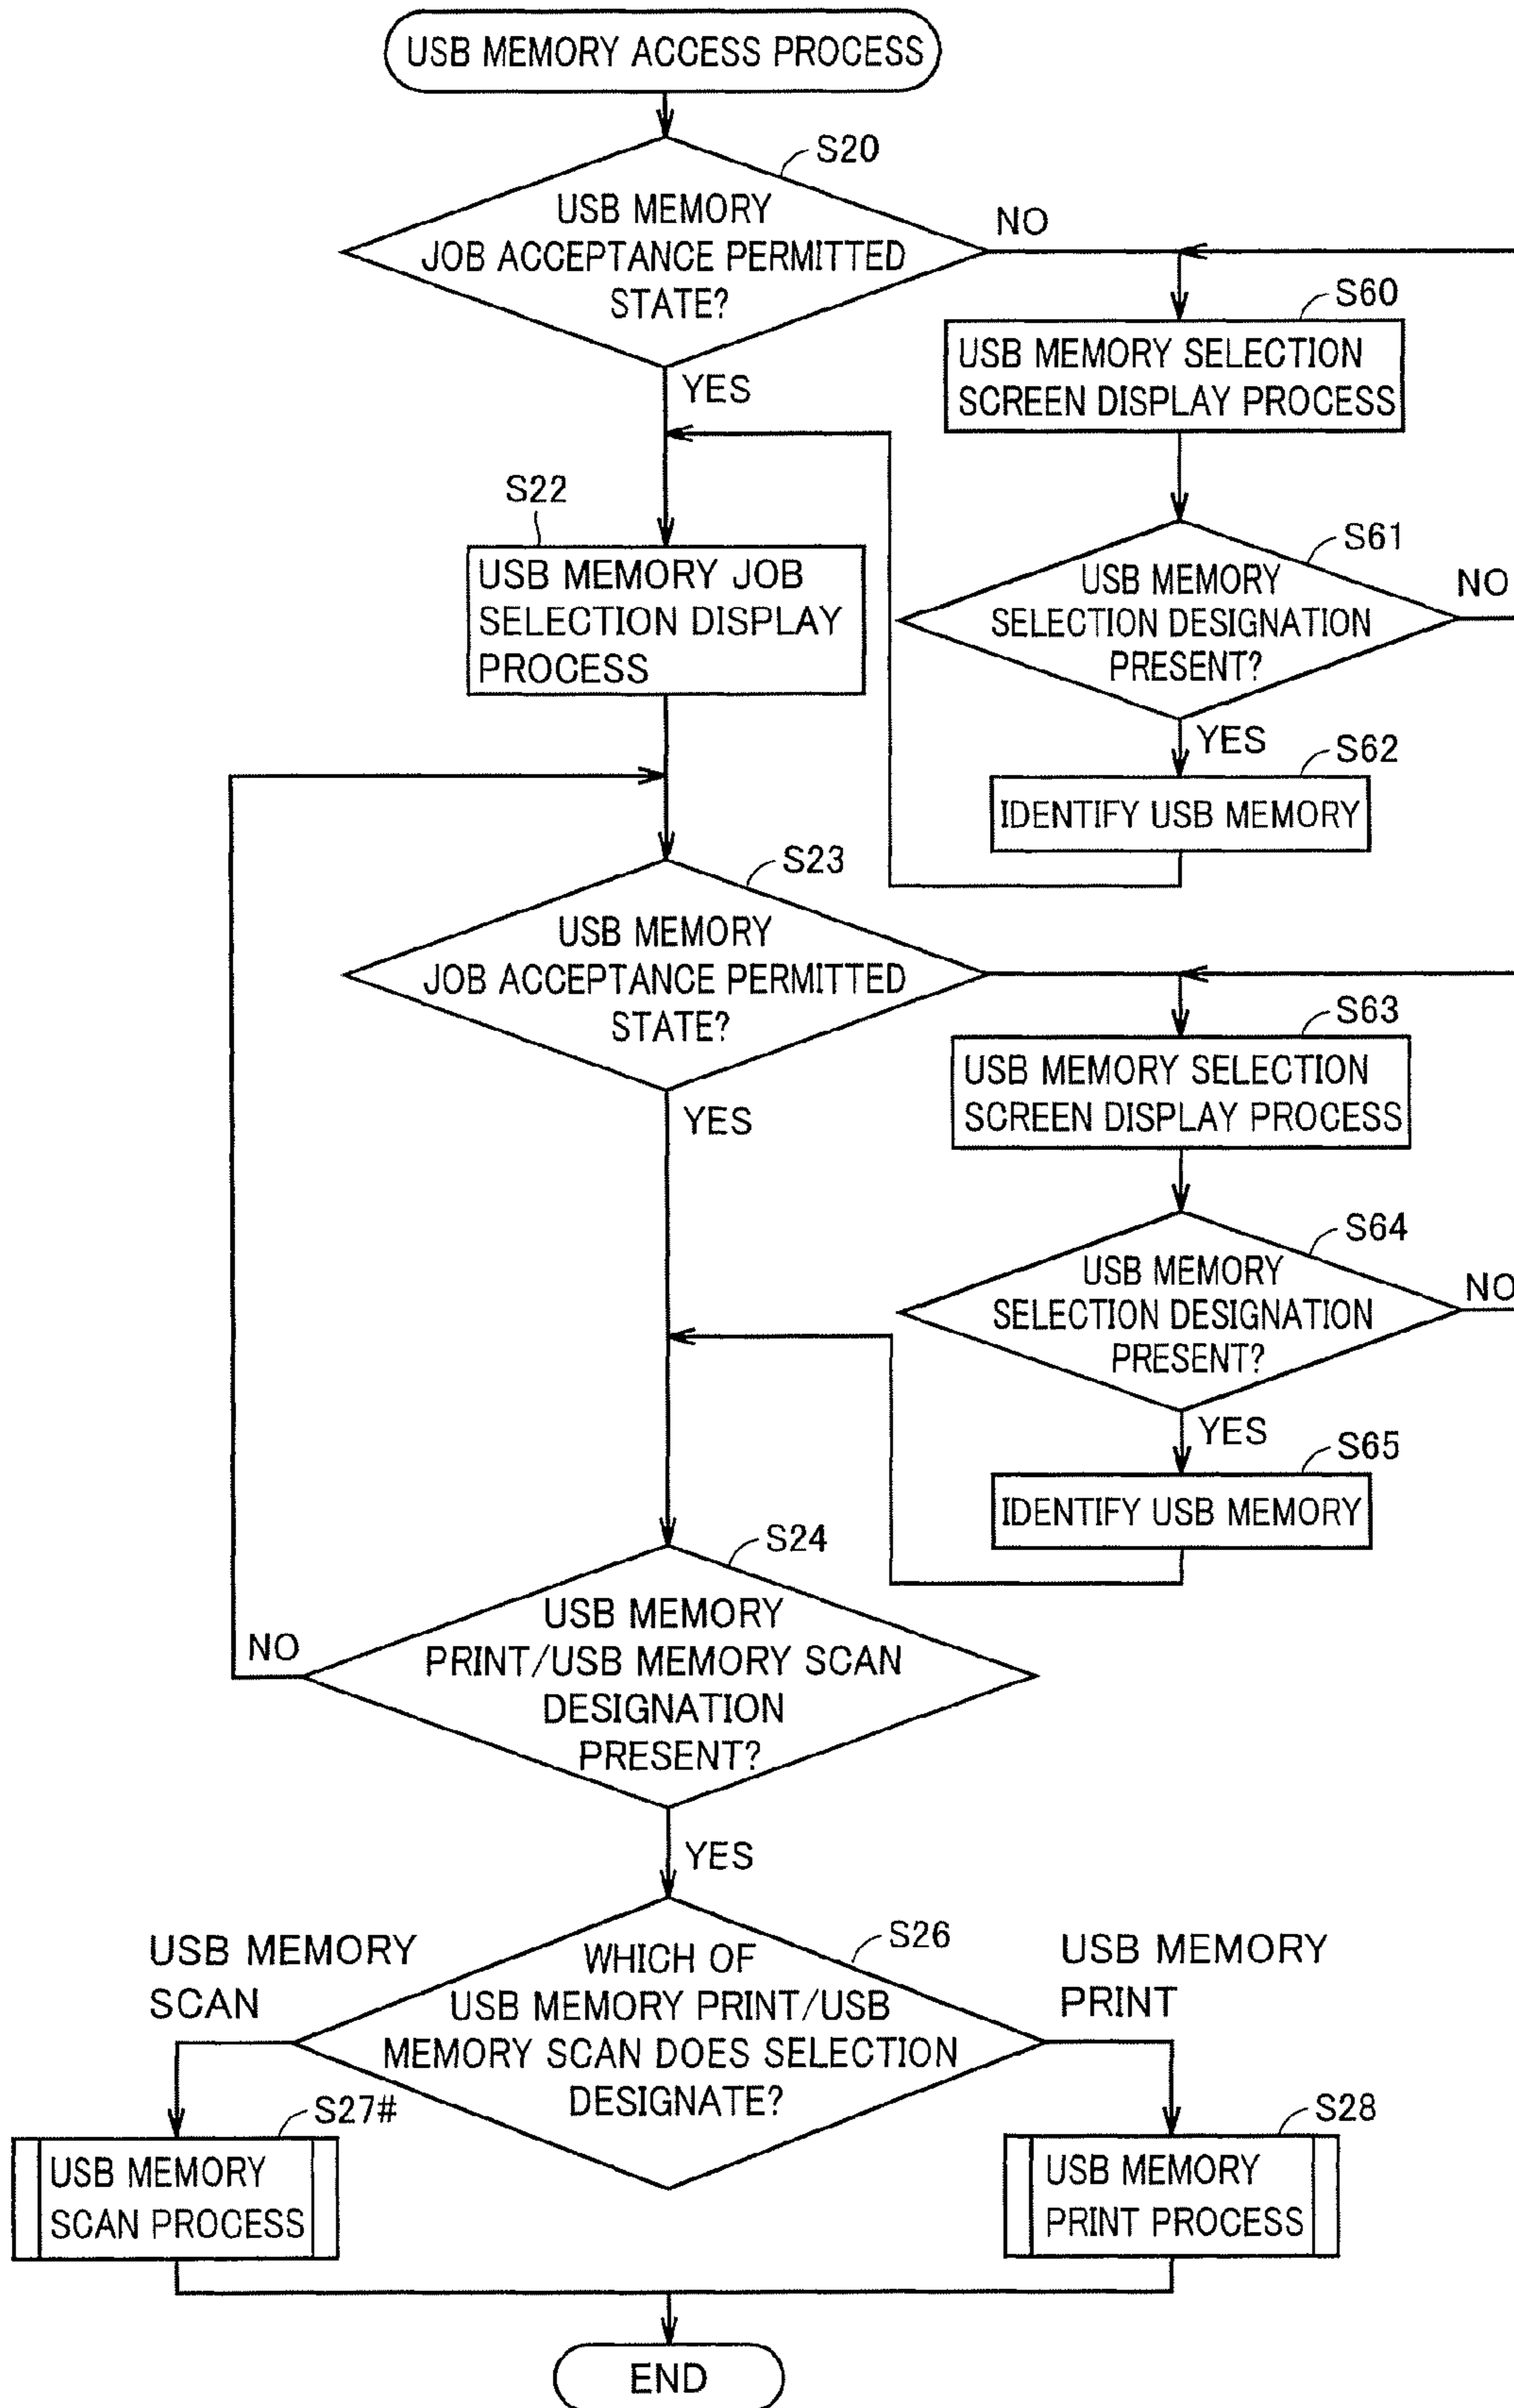 USB MEMORY ACCESS PROCESS
S20
USB MEMORY
JOB ACCEPTANCE PERMITTED
STATE?
NO
YES
S60
USB MEMORY SELECTION
SCREEN DISPLAY PROCESS
S22
USB MEMORY JOB
SELECTION DISPLAY
PROCESS
S61
USB MEMORY
SELECTION DESIGNATION
PRESENT?
NO
YES
S62
IDENTIFY USB MEMORY
S23
USB MEMORY
JOB ACCEPTANCE PERMITTED
STATE?
YES
S63
USB MEMORY SELECTION
SCREEN DISPLAY PROCESS
S64
USB MEMORY
SELECTION DESIGNATION
PRESENT?
NO
YES
S65
IDENTIFY USB MEMORY
S24
USB MEMORY
PRINT/USB MEMORY SCAN
DESIGNATION
PRESENT?
NO
YES
S26
WHICH OF
USB MEMORY PRINT/USB
MEMORY SCAN DOES SELECTION
DESIGNATE?
USB MEMORY
SCAN
USB MEMORY
PRINT
S27#
USB MEMORY
SCAN PROCESS
S28
USB MEMORY
PRINT PROCESS
END